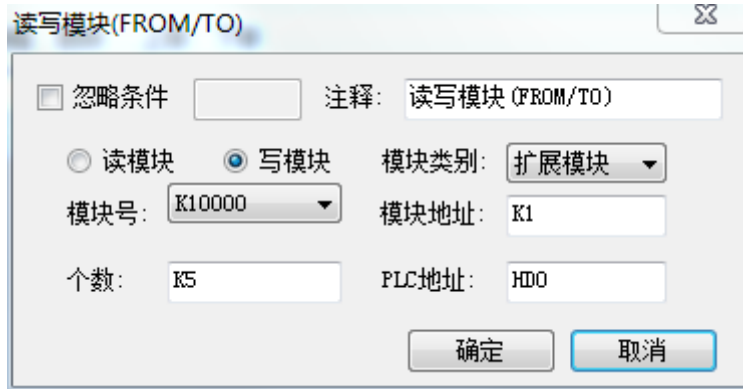 读写模块(FROM/TO)
忽略条件 注释: 读写模块(FROM/TO)
读模块 写模块 模块类别: 扩展模块
模块号: K10000 模块地址: K1
个数: K5 PLC地址: HD0
确定 取消